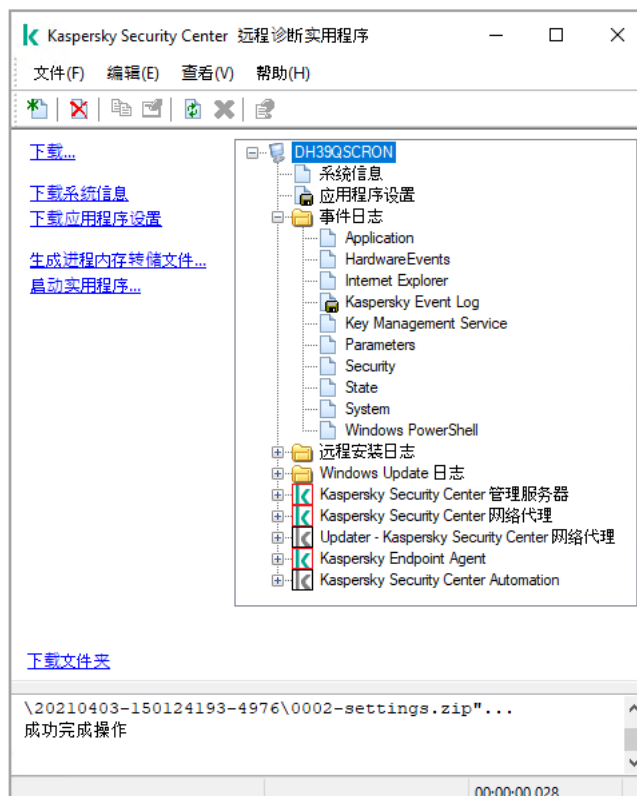 Kaspersky Security Center 远程诊断实用程序
文件(F) 编辑(E) 查看(V) 帮助(H)
下载...
下载系统信息
下载应用程序设置
生成进程内存转储文件...
启动实用程序...
DH39QSCRON
系统信息
应用程序设置
事件日志
Application
HardwareEvents
Internet Explorer
Kaspersky Event Log
Key Management Service
Parameters
Security
State
System
Windows PowerShell
远程安装日志
Windows Update 日志
Kaspersky Security Center 管理服务器
Kaspersky Security Center 网络代理
Updater - Kaspersky Security Center 网络代理
Kaspersky Endpoint Agent
Kaspersky Security Center Automation
下载文件夹
\20210403-150124193-4976\0002-settings.zip"...
成功完成操作
00:00:00.028